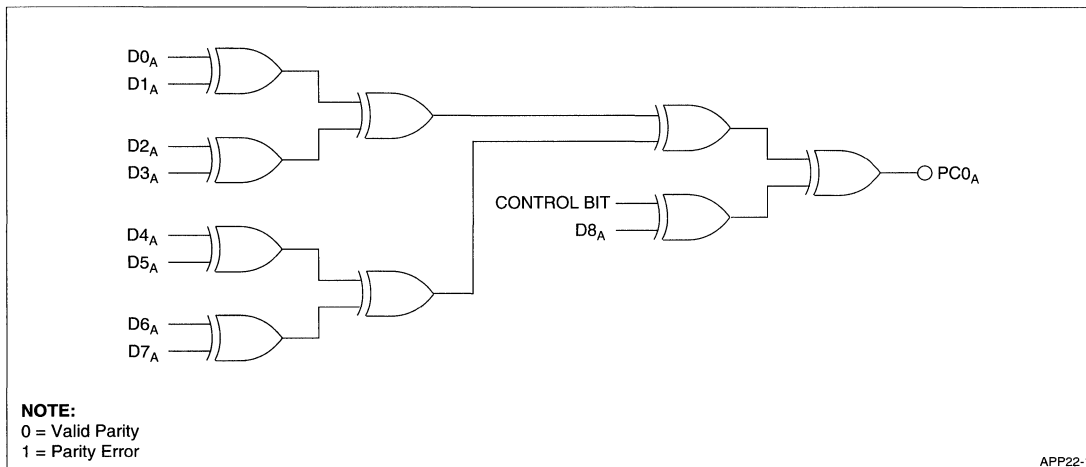 D0A
D1A
D2A
D3A
D4A
D5A
D6A
D7A
CONTROL BIT
D8A
PC0A
NOTE:
0 = Valid Parity
1 = Parity Error
APP22-